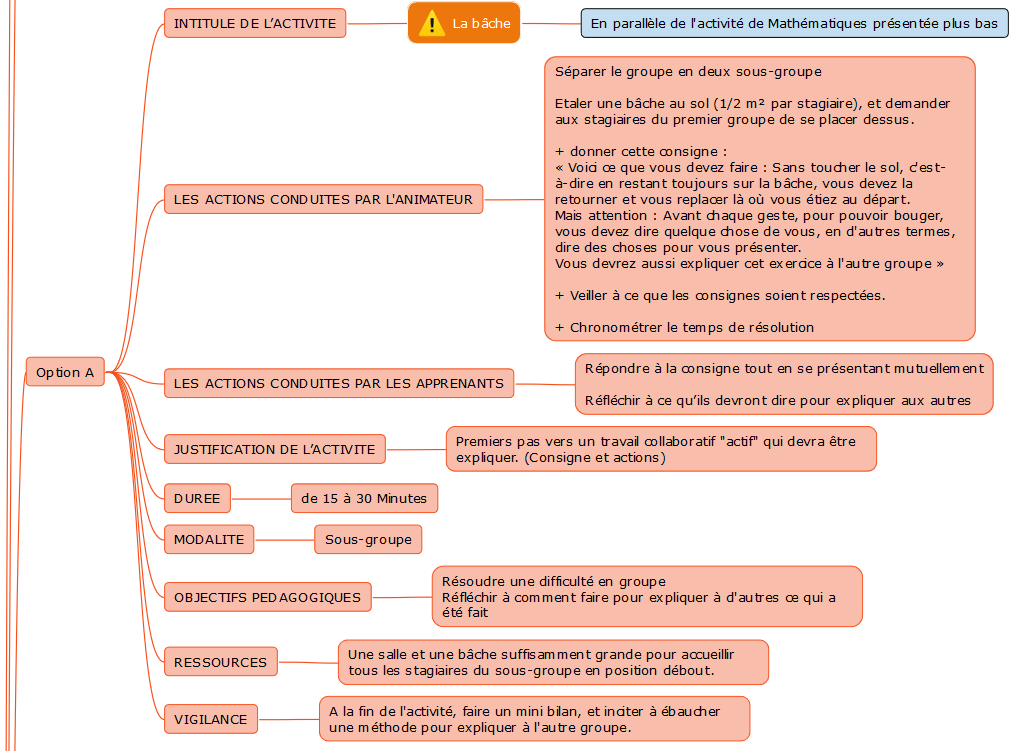 INTITULE DE L’ACTIVITE
La bâche
En parallèle de l'activité de Mathématiques présentée plus bas
Option A
LES ACTIONS CONDUITES PAR L'ANIMATEUR
Séparer le groupe en deux sous-groupe
Etaler une bâche au sol (1/2 m² par stagiaire), et demander
aux stagiaires du premier groupe de se placer dessus.
+ donner cette consigne :
« Voici ce que vous devez faire : Sans toucher le sol, c'est-
à-dire en restant toujours sur la bâche, vous devez la
retourner et vous replacer là où vous étiez au départ.
Mais attention : Avant chaque geste, pour pouvoir bouger,
vous devez dire quelque chose de vous, en d'autres termes,
dire des choses pour vous présenter.
Vous devrez aussi expliquer cet exercice à l'autre groupe »
+ Veiller à ce que les consignes soient respectées.
+ Chronométrer le temps de résolution
LES ACTIONS CONDUITES PAR LES APPRENANTS
Répondre à la consigne tout en se présentant mutuellement
Réfléchir à ce qu’ils devront dire pour expliquer aux autres
JUSTIFICATION DE L’ACTIVITE
Premiers pas vers un travail collaboratif "actif" qui devra être
expliquer. (Consigne et actions)
DUREE
de 15 à 30 Minutes
MODALITE
Sous-groupe
OBJECTIFS PEDAGOGIQUES
Résoudre une difficulté en groupe
Réfléchir à comment faire pour expliquer à d'autres ce qui a
été fait
RESSOURCES
Une salle et une bâche suffisamment grande pour accueillir
tous les stagiaires du sous-groupe en position débout.
VIGILANCE
A la fin de l'activité, faire un mini bilan, et inciter à ébaucher
une méthode pour expliquer à l'autre groupe.